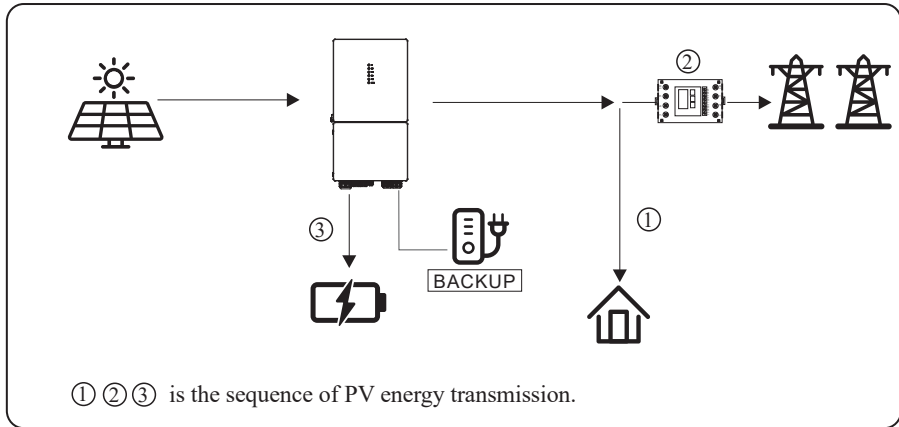 ②
③
①
BACKUP
① ② ③ is the sequence of PV energy transmission.